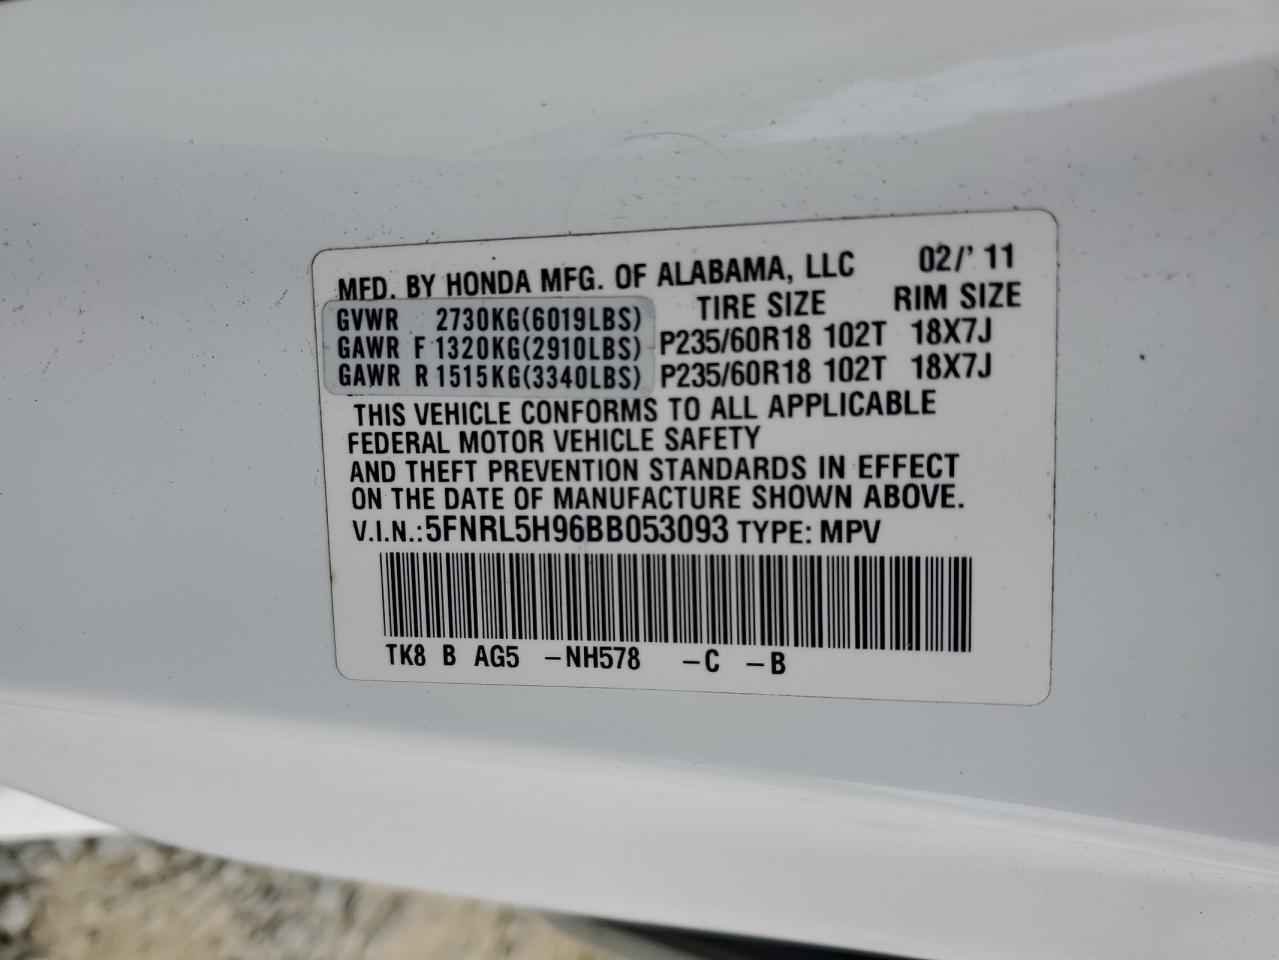 MFD. BY HONDA MFG. OF ALABAMA, LLC 02/' 11
TIRE SIZE RIM SIZE
GVWR 2730KG(6019LBS)
GAWR F 1320KG(2910LBS) P235/60R18 102T 18X7J
GAWR R 1515KG(3340LBS) P235/60R18 102T 18X7J
THIS VEHICLE CONFORMS TO ALL APPLICABLE
FEDERAL MOTOR VEHICLE SAFETY
AND THEFT PREVENTION STANDARDS IN EFFECT
ON THE DATE OF MANUFACTURE SHOWN ABOVE.
V.I.N.:5FNRL5H96BB053093 TYPE: MPV
TK8 B AG5 –NH578 –C –B